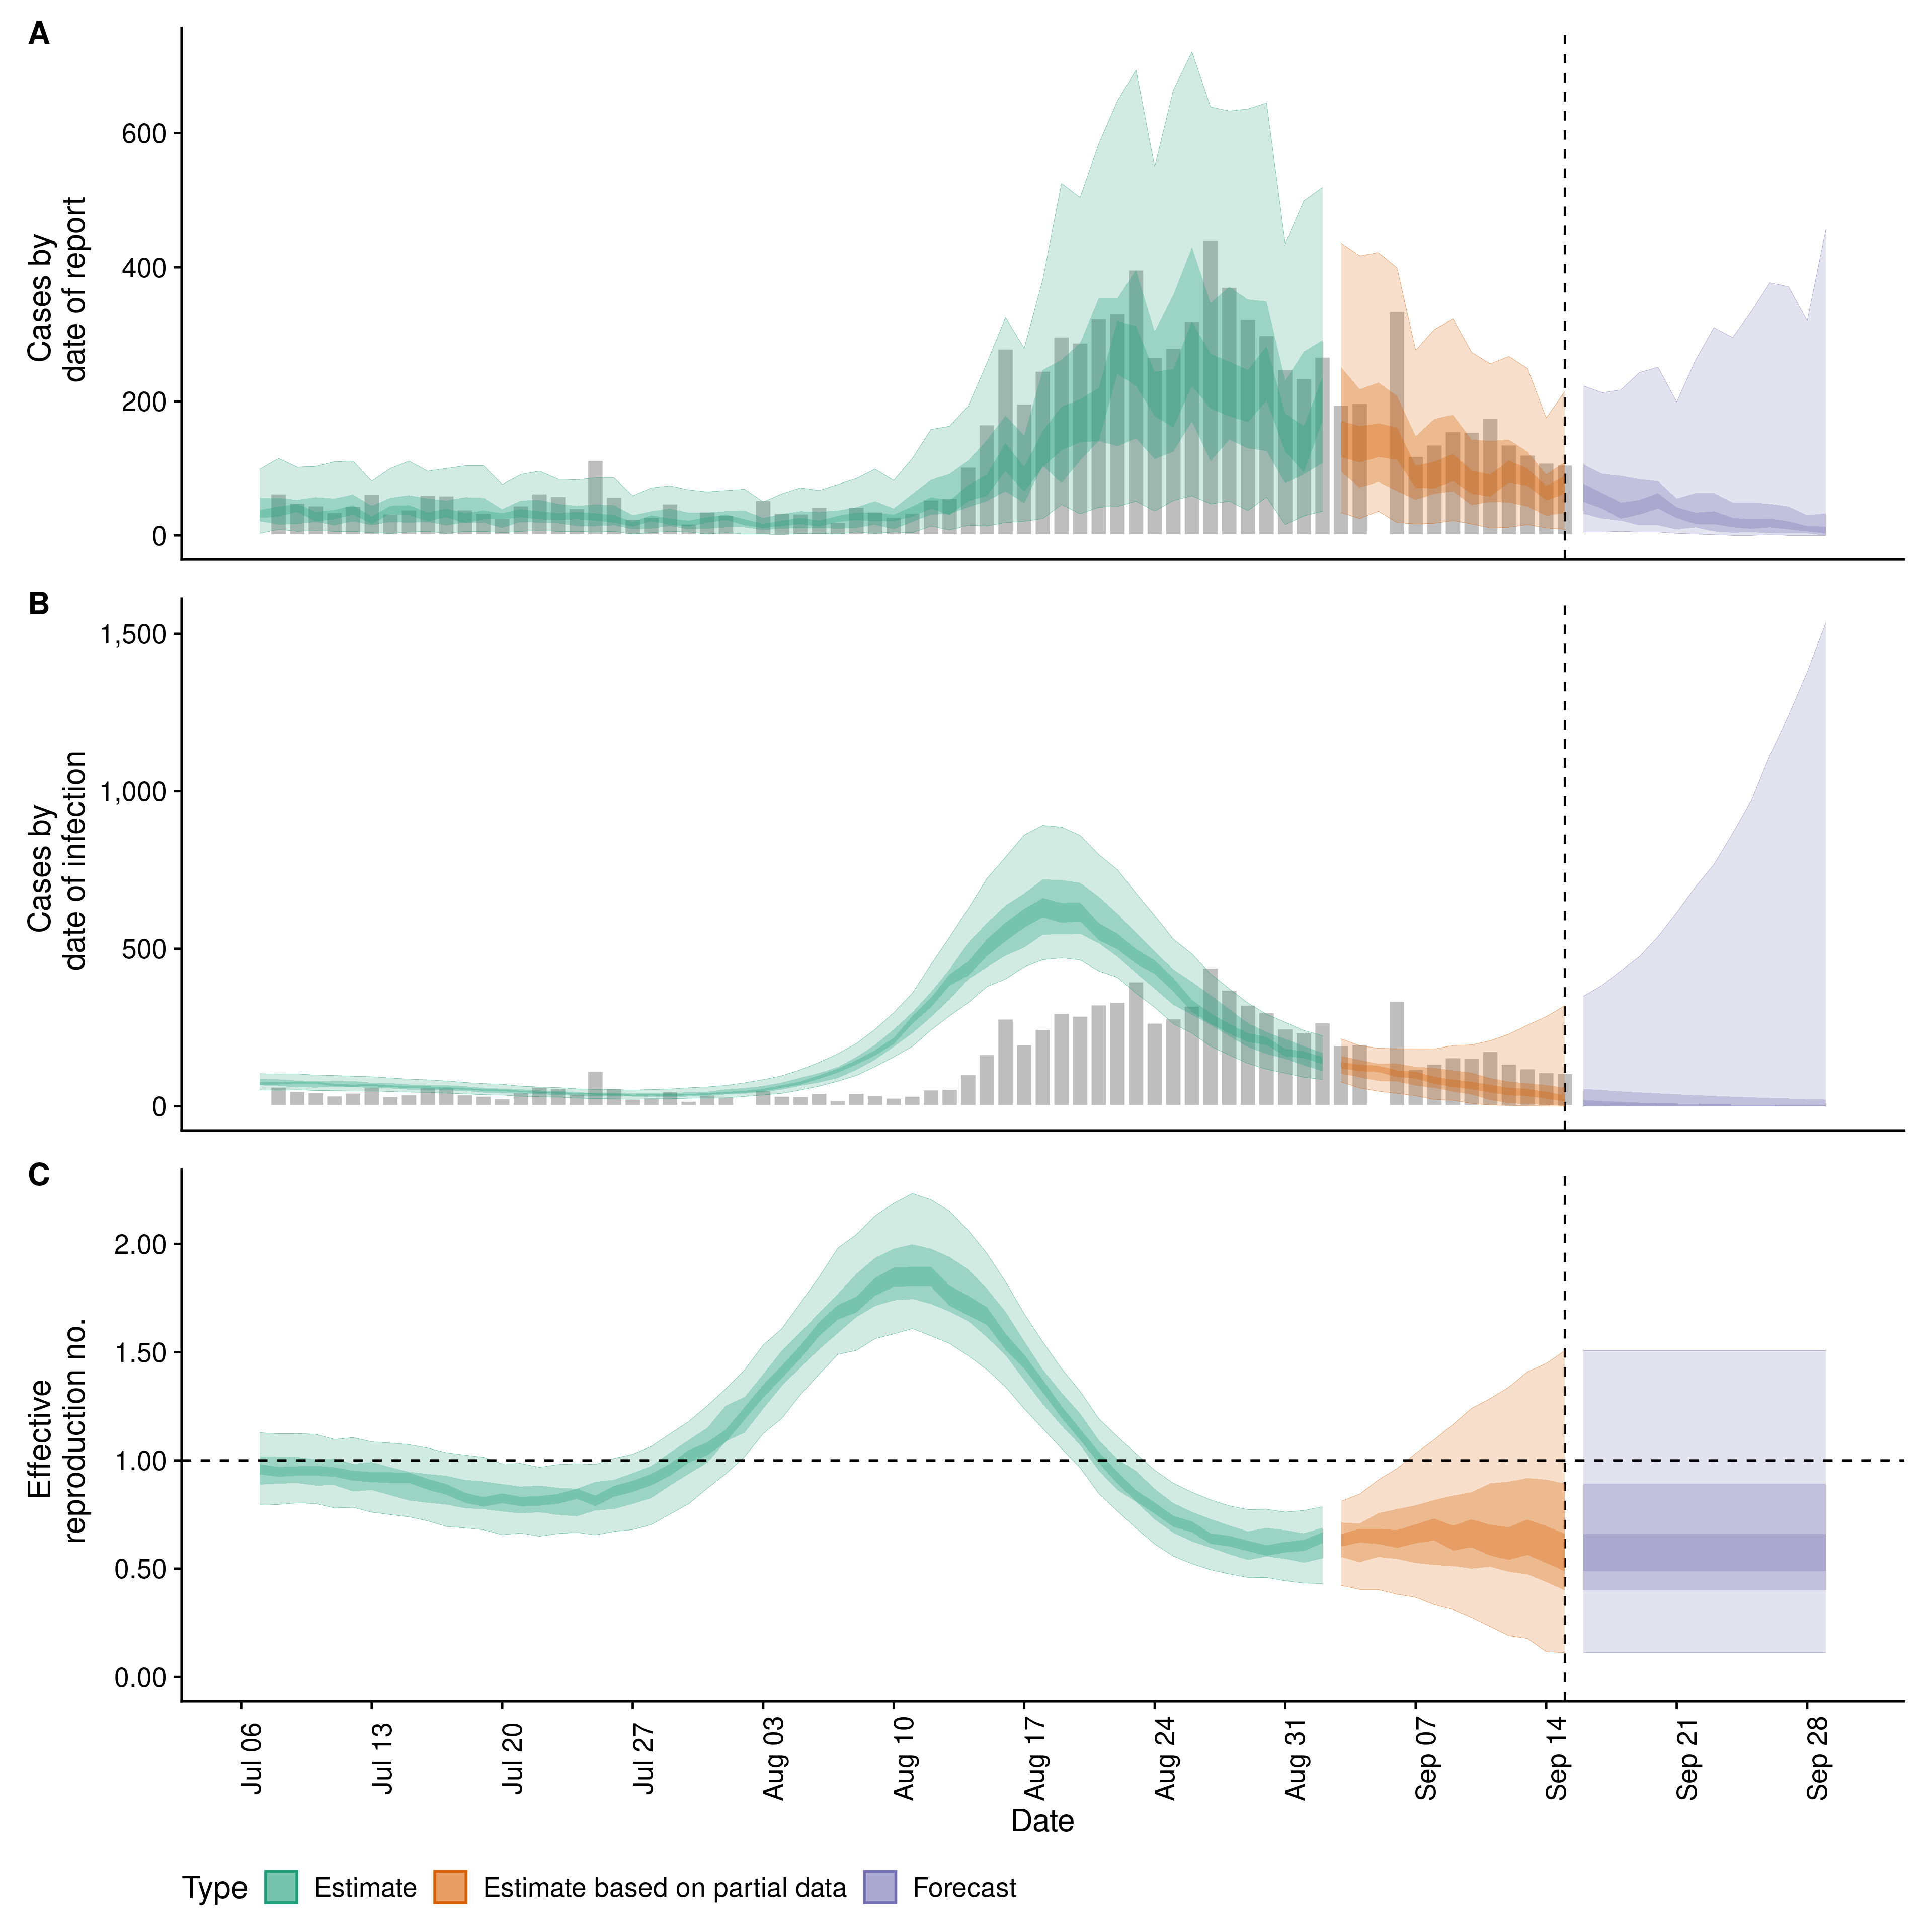 A
Cases by
date of report
600
400
200
0
B
Cases by
date of infection
1,500
1,000
500
0
C
Effective
reproduction no.
2.00
1.50
1.00
0.50
0.00
Jul 06
Jul 13
Jul 20
Jul 27
Aug 03
Aug 10
Aug 17
Aug 24
Aug 31
Sep 07
Sep 14
Sep 21
Sep 28
Date
Type
Estimate
Estimate based on partial data
Forecast